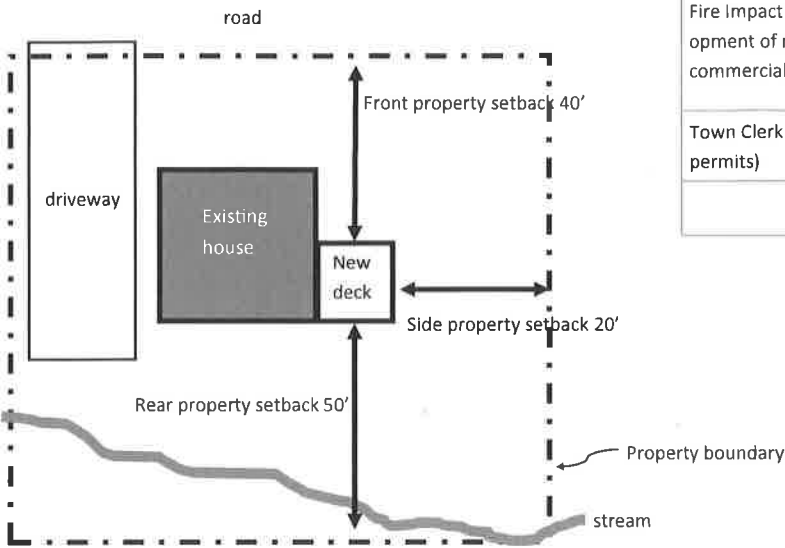 road
Fire Impact
opment of
commercial
Town Clerk
permits)
Front property setback 40'
driveway
Existing
house
New
deck
Side property setback 20'
Rear property setback 50'
Property boundary
stream